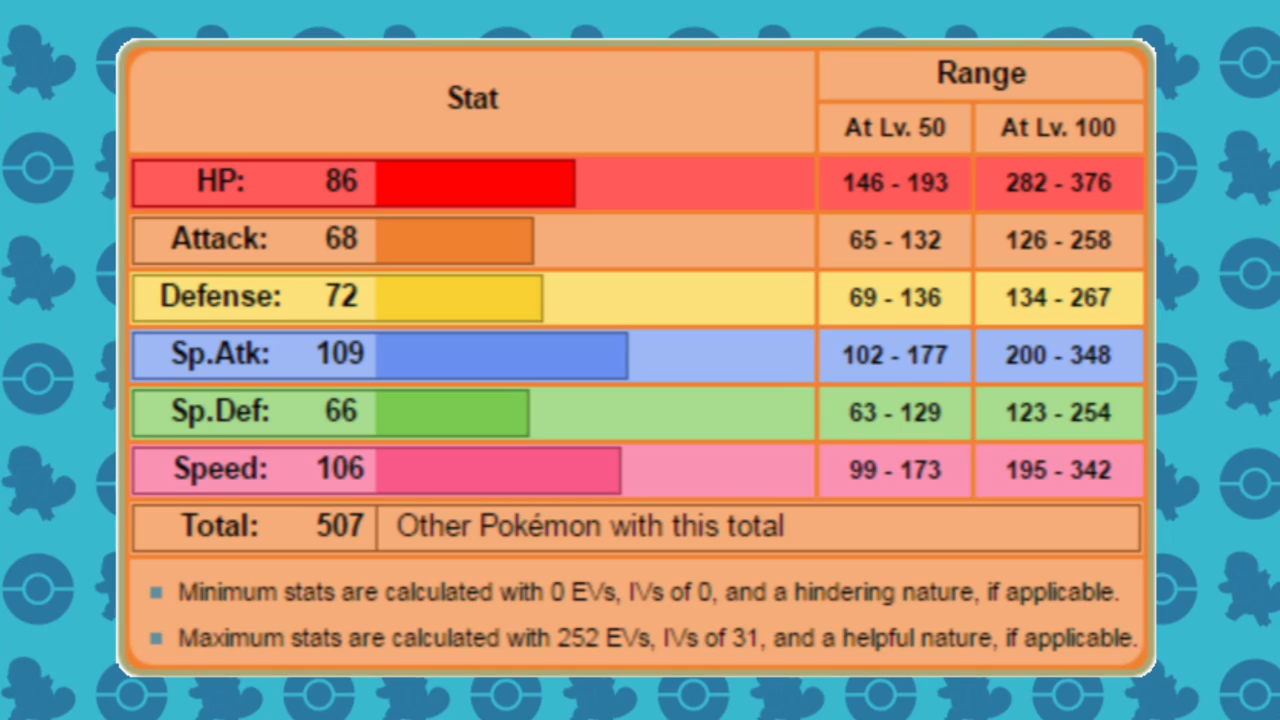 Stat
Range
At Lv. 50 At Lv. 100
HP: 86 146 - 193 282 - 376
Attack: 68 65 - 132 126 - 258
Defense: 72 69 - 136 134 - 267
Sp.Atk: 109 102 - 177 200 - 348
Sp.Def: 66 63 - 129 123 - 254
Speed: 106 99 - 173 195 - 342
Total: 507 Other Pokémon with this total
Minimum stats are calculated with 0 EVs, IVs of 0, and a hindering nature, if applicable.
Maximum stats are calculated with 252 EVs, IVs of 31, and a helpful nature, if applicable.